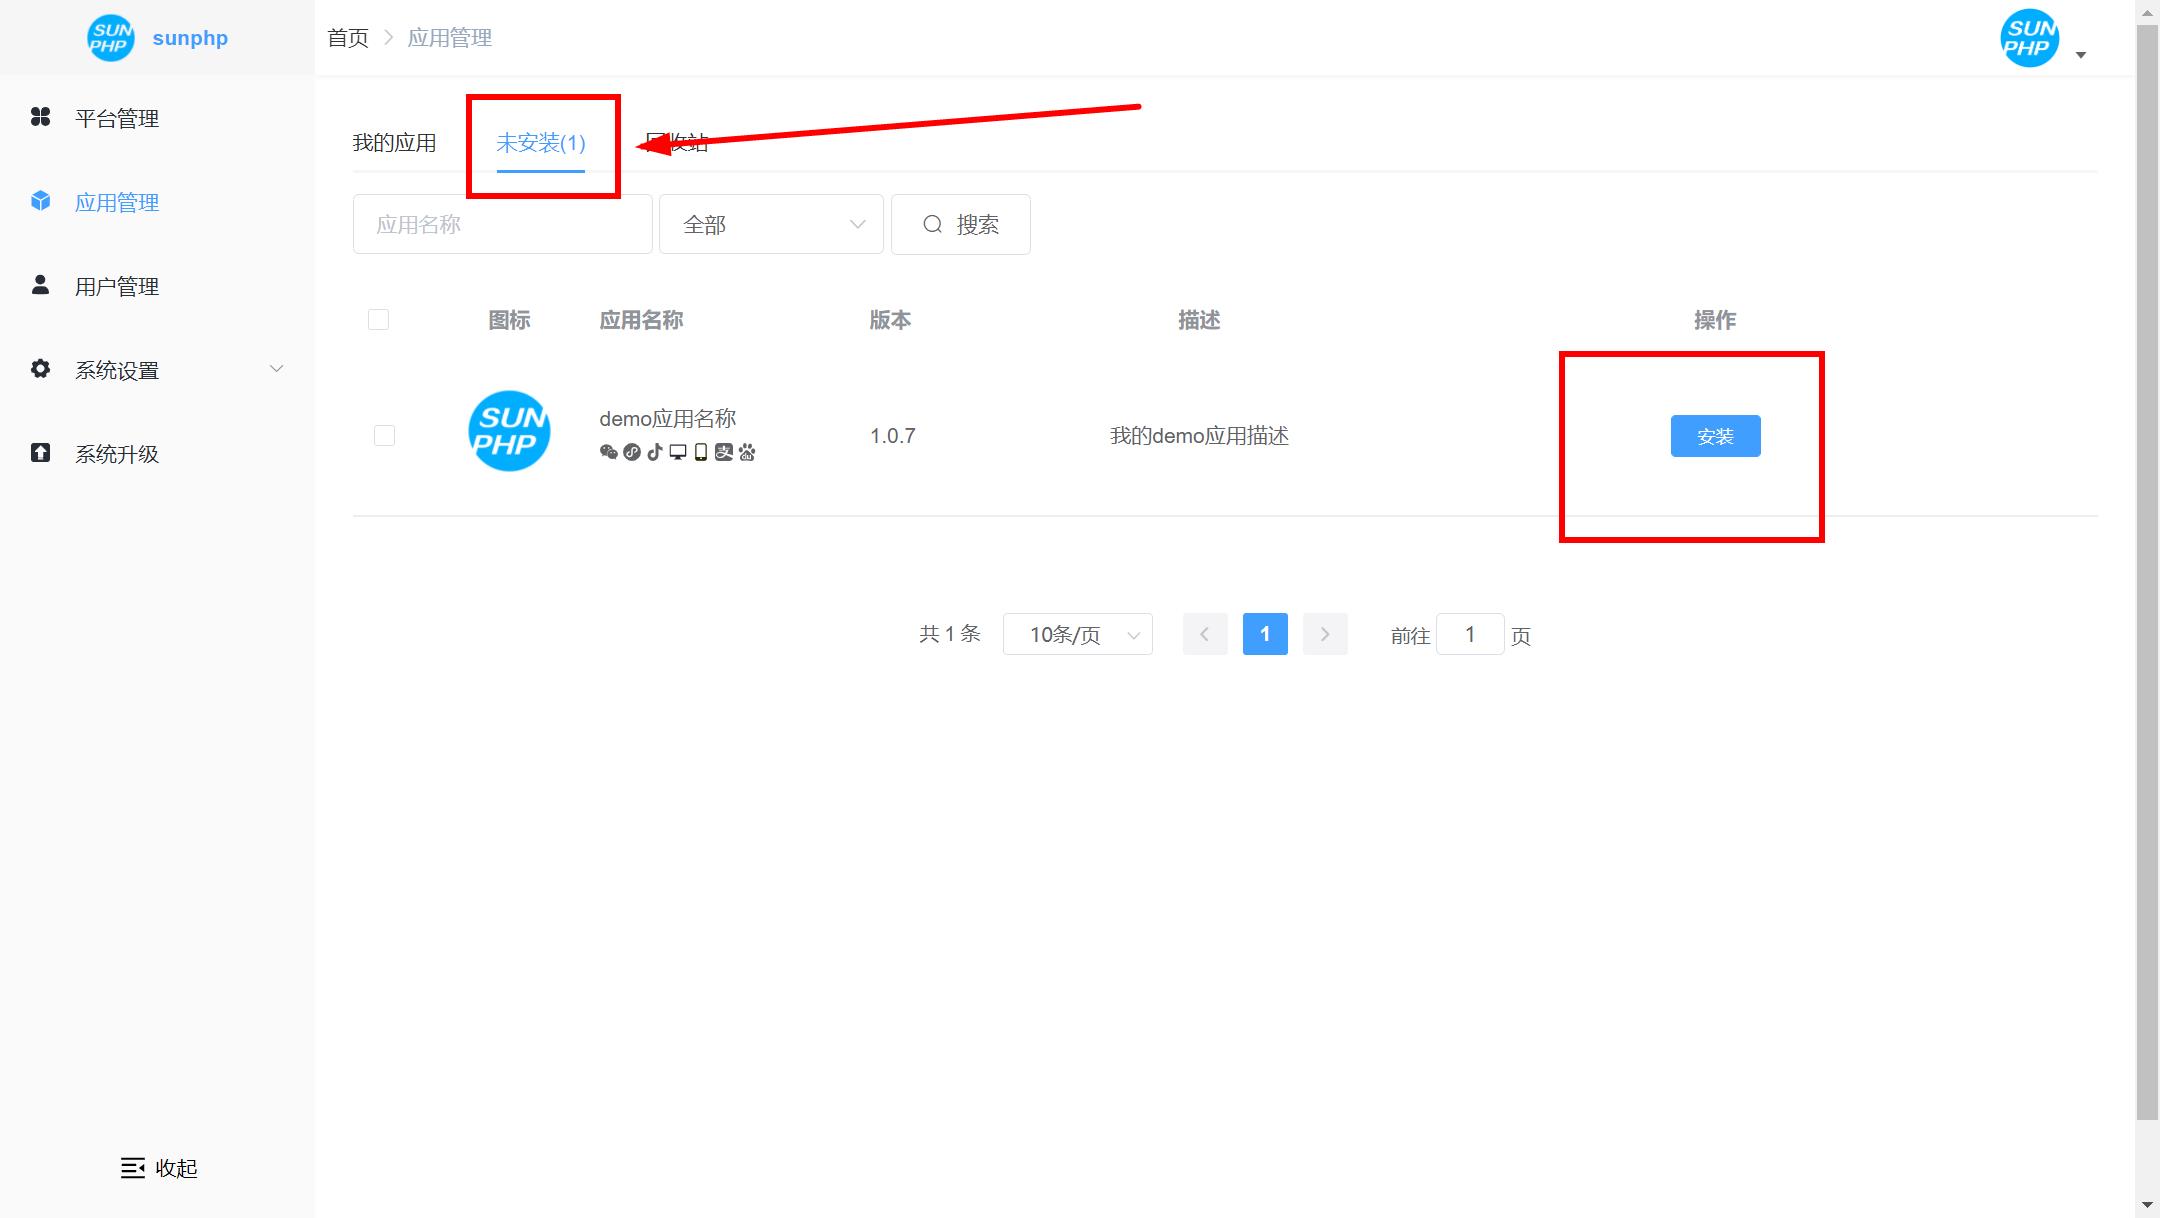 SUN PHP sunphp
首页 > 应用管理
SUN PHP
平台管理
应用管理
用户管理
系统设置
系统升级
收起
我的应用 未安装(1) 回收站
应用名称 全部 搜索
图标 应用名称 版本 描述 操作
SUN PHP demo应用名称 1.0.7 我的demo应用描述 安装
共 1 条 10条/页 1 前往 1 页